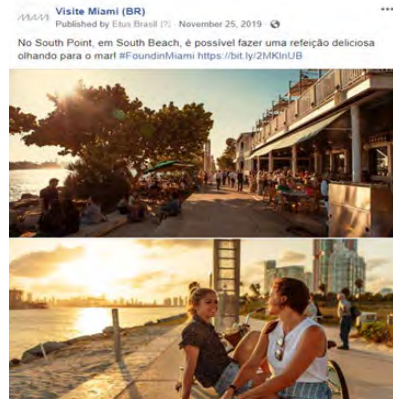 MIAMI
Visite Miami (BR)
Published by Etus Brasil [?] · November 25, 2019 ·
No South Point, em South Beach, é possível fazer uma refeição deliciosa
olhando para o mar! #FoundinMiami https://bit.ly/2MKlnUB